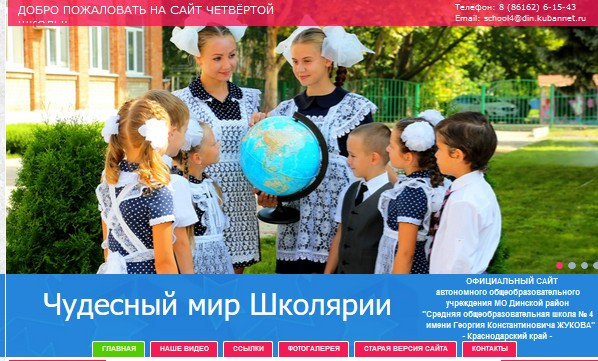 ДОБРО ПОЖАЛОВАТЬ НА САЙТ ЧЕТВЁРТОЙ
ШКОЛЫ
Телефон: 8 (86162) 6-15-43
Email: school4@din.kubannet.ru
Чудесный мир Школярии
ОФИЦИАЛЬНЫЙ САЙТ
автономного общеобразовательного
учреждения МО Динской район
"Средняя общеобразовательная школа № 4
имени Георгия Константиновича ЖУКОВА"
- Краснодарский край -
ГЛАВНАЯ НАШЕ ВИДЕО ССЫЛКИ ФОТОГАЛЕРЕЯ СТАРАЯ ВЕРСИЯ САЙТА КОНТАКТЫ